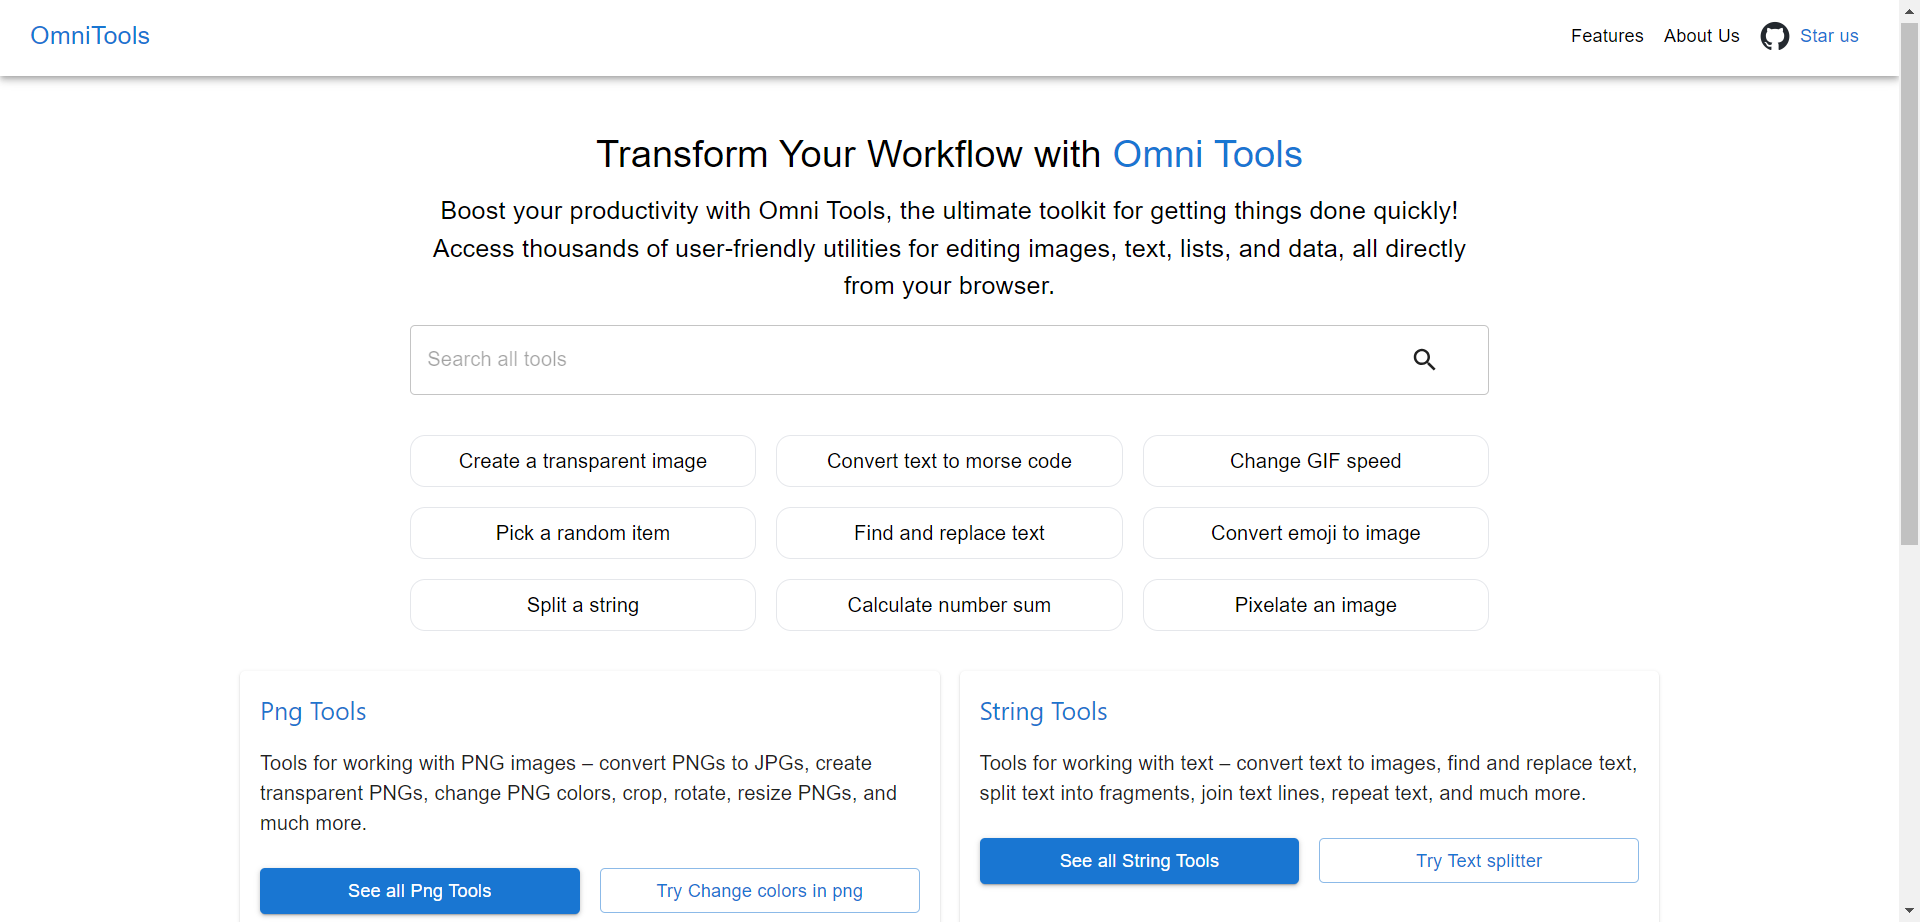 OmniTools
Features
About Us
Star us
Transform Your Workflow with Omni Tools
Boost your productivity with Omni Tools, the ultimate toolkit for getting things done quickly!
Access thousands of user-friendly utilities for editing images, text, lists, and data, all directly
from your browser.
Search all tools
Create a transparent image
Convert text to morse code
Change GIF speed
Pick a random item
Find and replace text
Convert emoji to image
Split a string
Calculate number sum
Pixelate an image
Png Tools
Tools for working with PNG images – convert PNGs to JPGs, create
transparent PNGs, change PNG colors, crop, rotate, resize PNGs, and
much more.
See all Png Tools
Try Change colors in png
String Tools
Tools for working with text – convert text to images, find and replace text,
split text into fragments, join text lines, repeat text, and much more.
See all String Tools
Try Text splitter